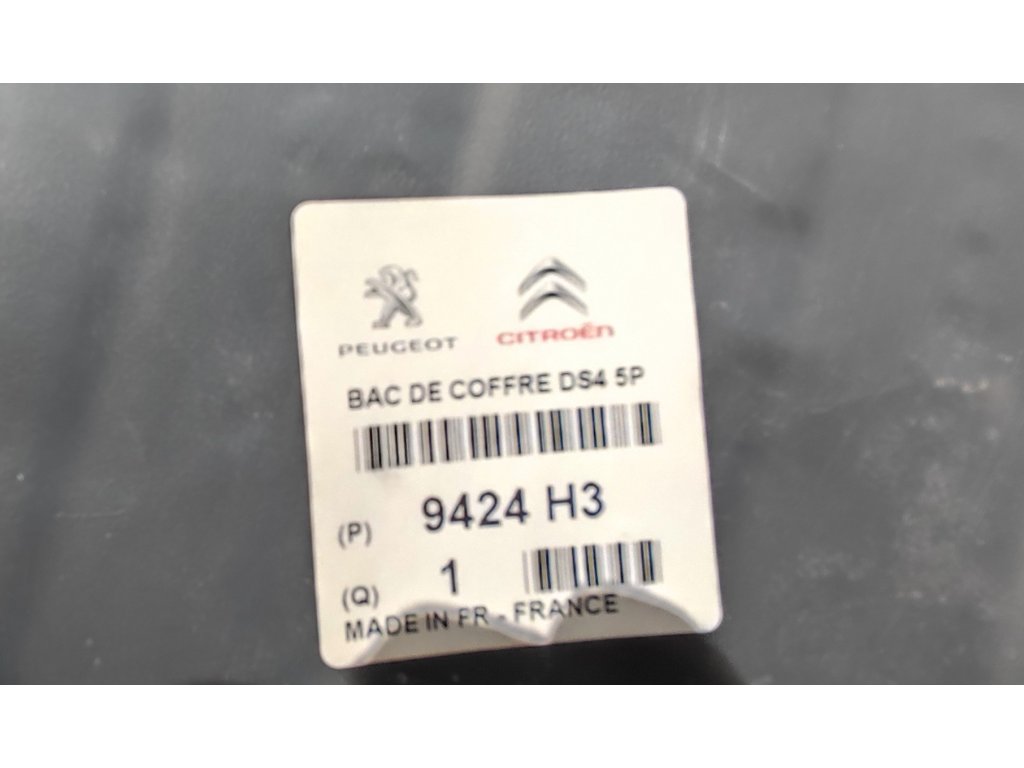 PEUGEOT CITROËN
BAC DE COFFRE DS4 5P
(P) 9424 H3
(Q) 1
MADE IN FR - FRANCE